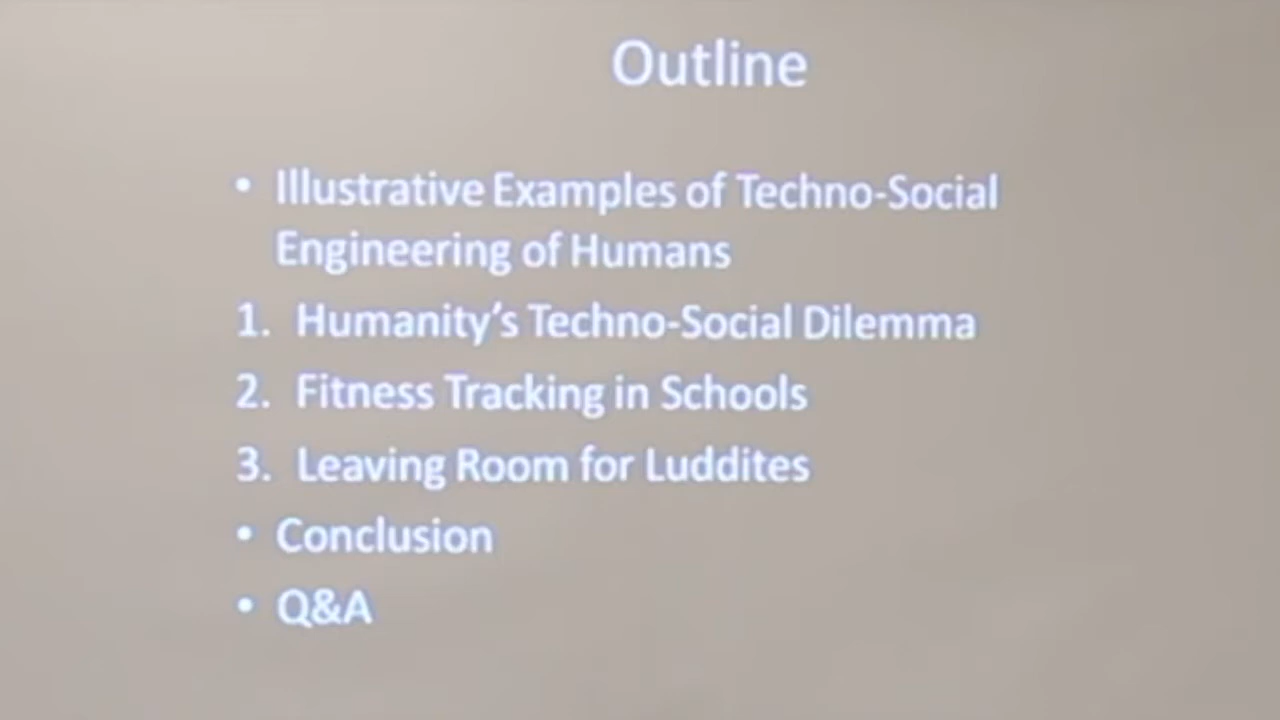 Outline
• Illustrative Examples of Techno-Social
Engineering of Humans
1. Humanity's Techno-Social Dilemma
2. Fitness Tracking in Schools
3. Leaving Room for Luddites
• Conclusion
• Q&A